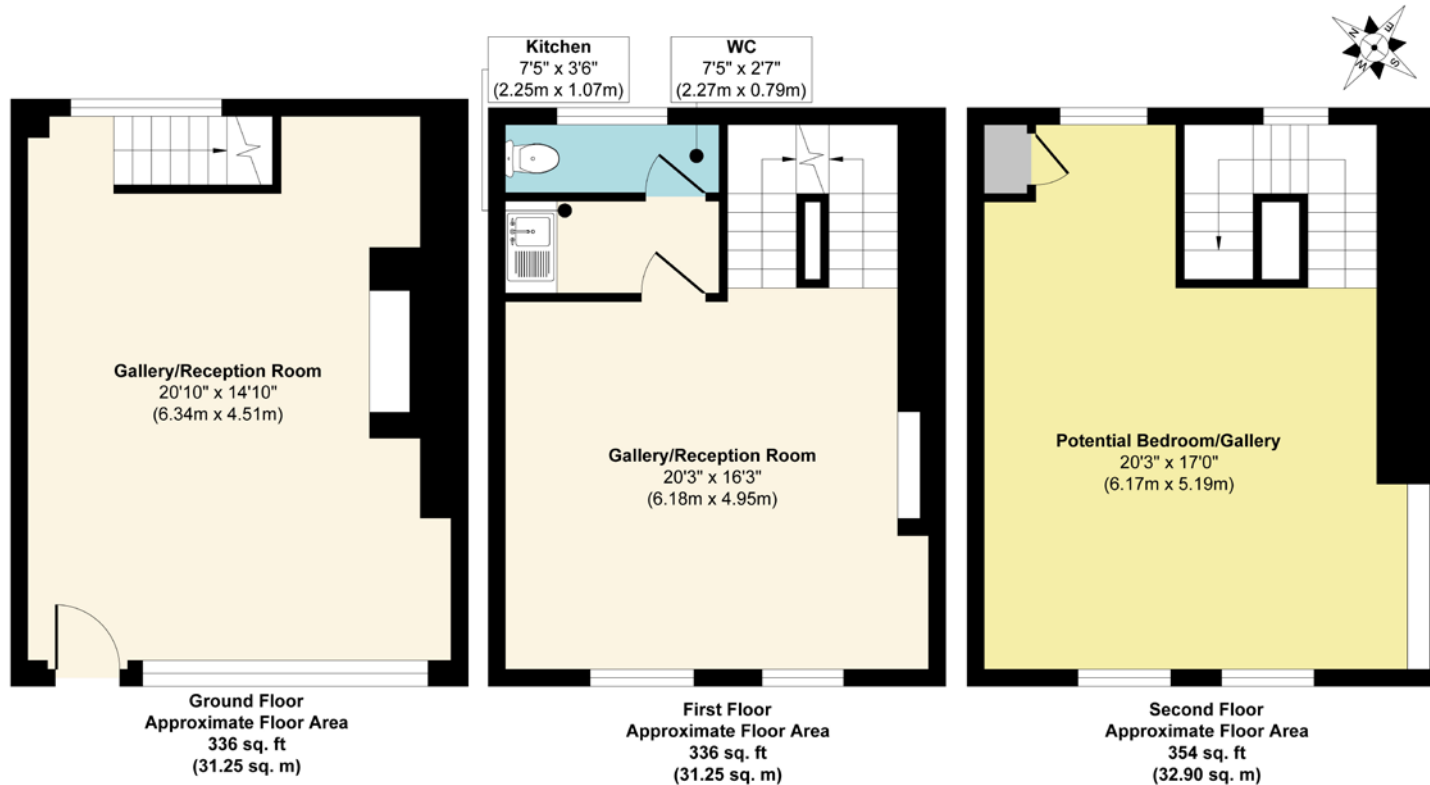 Kitchen
7'5" x 3'6"
(2.25m x 1.07m)
WC
7'5" x 2'7"
(2.27m x 0.79m)
N
E
S
W
Gallery/Reception Room
20'10" x 14'10"
(6.34m x 4.51m)
Gallery/Reception Room
20'3" x 16'3"
(6.18m x 4.95m)
Potential Bedroom/Gallery
20'3" x 17'0"
(6.17m x 5.19m)
Ground Floor
Approximate Floor Area
336 sq. ft
(31.25 sq. m)
First Floor
Approximate Floor Area
336 sq. ft
(31.25 sq. m)
Second Floor
Approximate Floor Area
354 sq. ft
(32.90 sq. m)